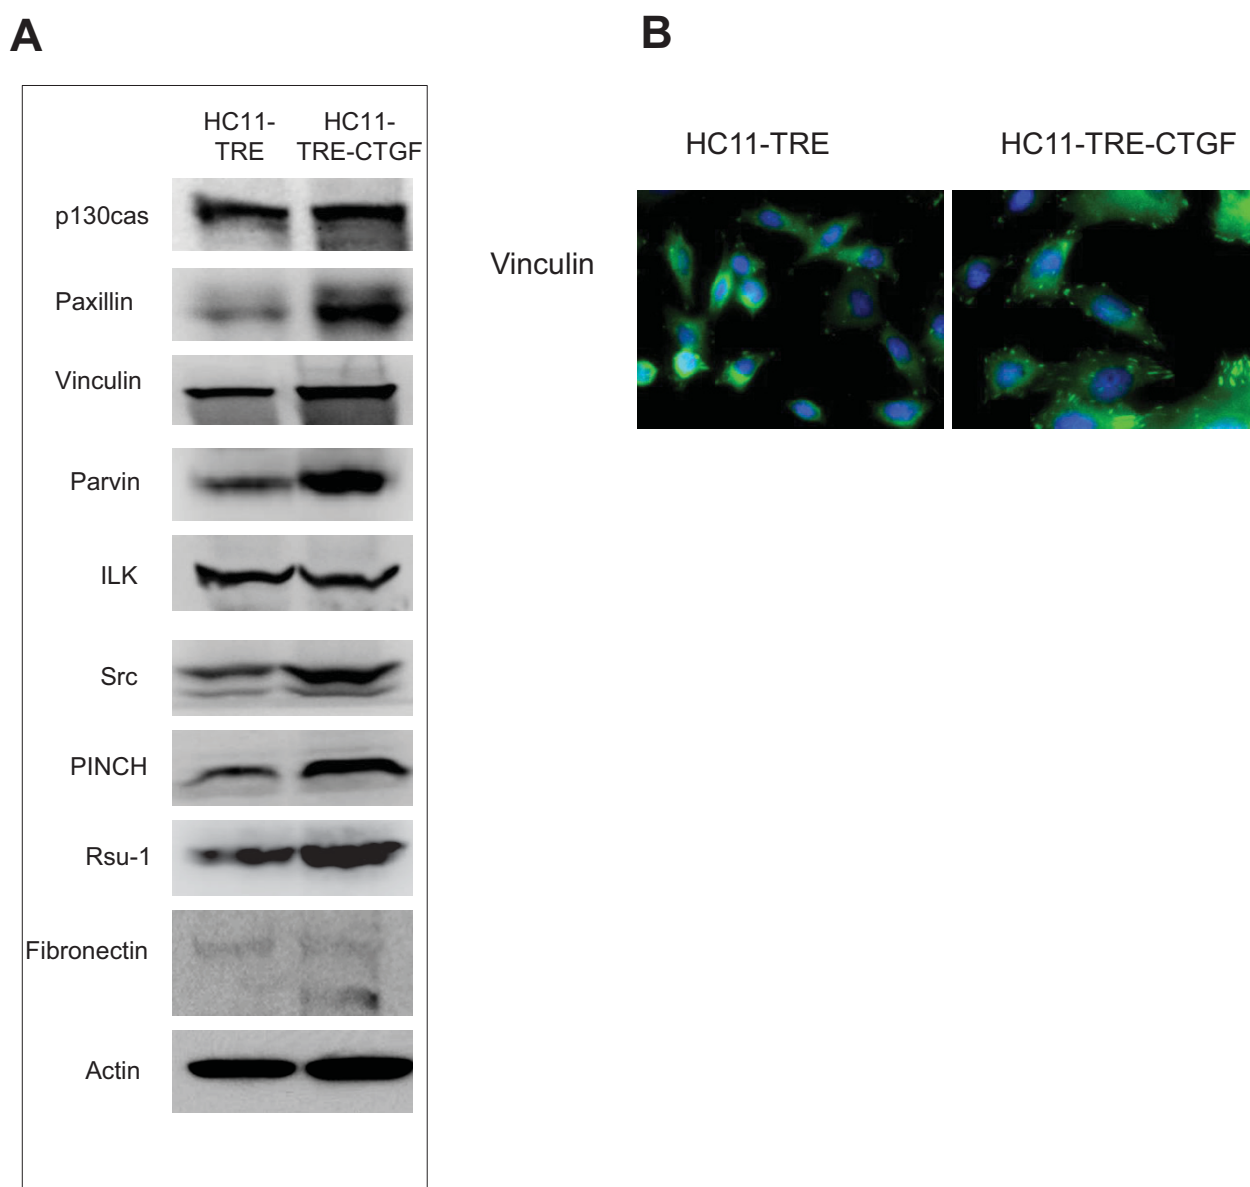 A
B
HC11-
TRE
HC11-
TRE-CTGF
p130cas
Paxillin
Vinculin
Parvin
ILK
Src
PINCH
Rsu-1
Fibronectin
Actin
HC11-TRE
HC11-TRE-CTGF
Vinculin